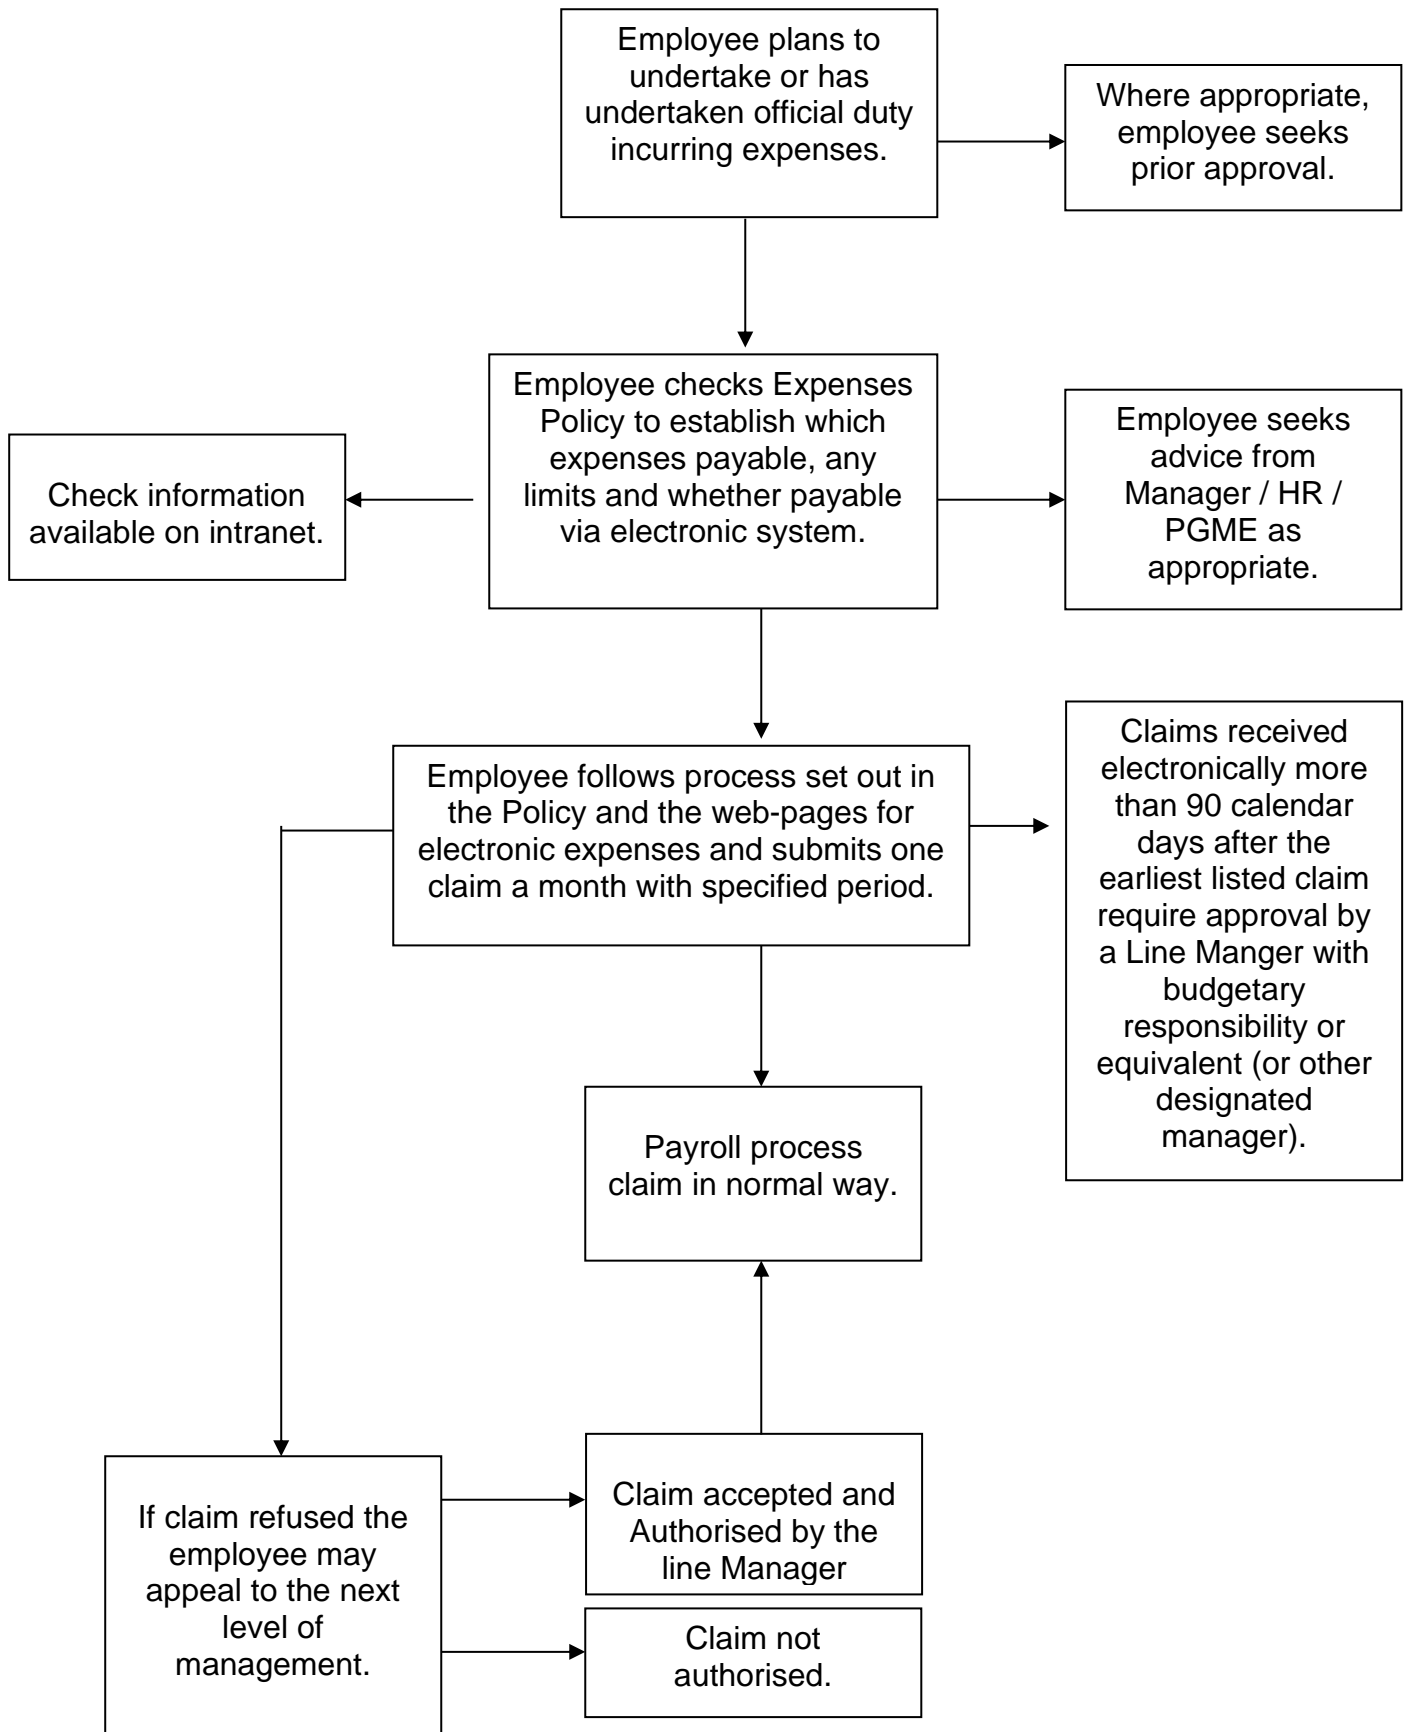 Employee plans to
undertake or has
undertaken official duty
incurring expenses.
Where appropriate,
employee seeks
prior approval.
Employee checks Expenses
Policy to establish which
expenses payable, any
limits and whether payable
via electronic system.
Check information
available on intranet.
Employee seeks
advice from
Manager / HR /
PGME as
appropriate.
Employee follows process set out in
the Policy and the web-pages for
electronic expenses and submits one
claim a month with specified period.
Claims received
electronically more
than 90 calendar
days after the
earliest listed claim
require approval by
a Line Manger with
budgetary
responsibility or
equivalent (or other
designated
manager).
Payroll process
claim in normal way.
If claim refused the
employee may
appeal to the next
level of
management.
Claim accepted and
Authorised by the
line Manager
Claim not
authorised.